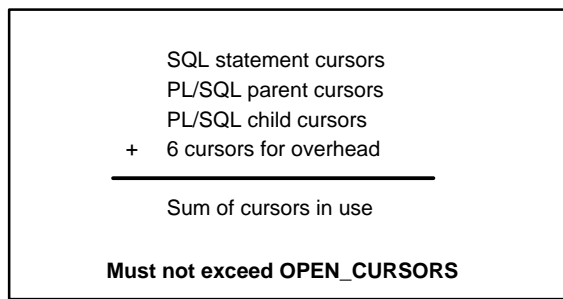 SQL statement cursors
PL/SQL parent cursors
PL/SQL child cursors
+ 6 cursors for overhead
Sum of cursors in use
Must not exceed OPEN_CURSORS